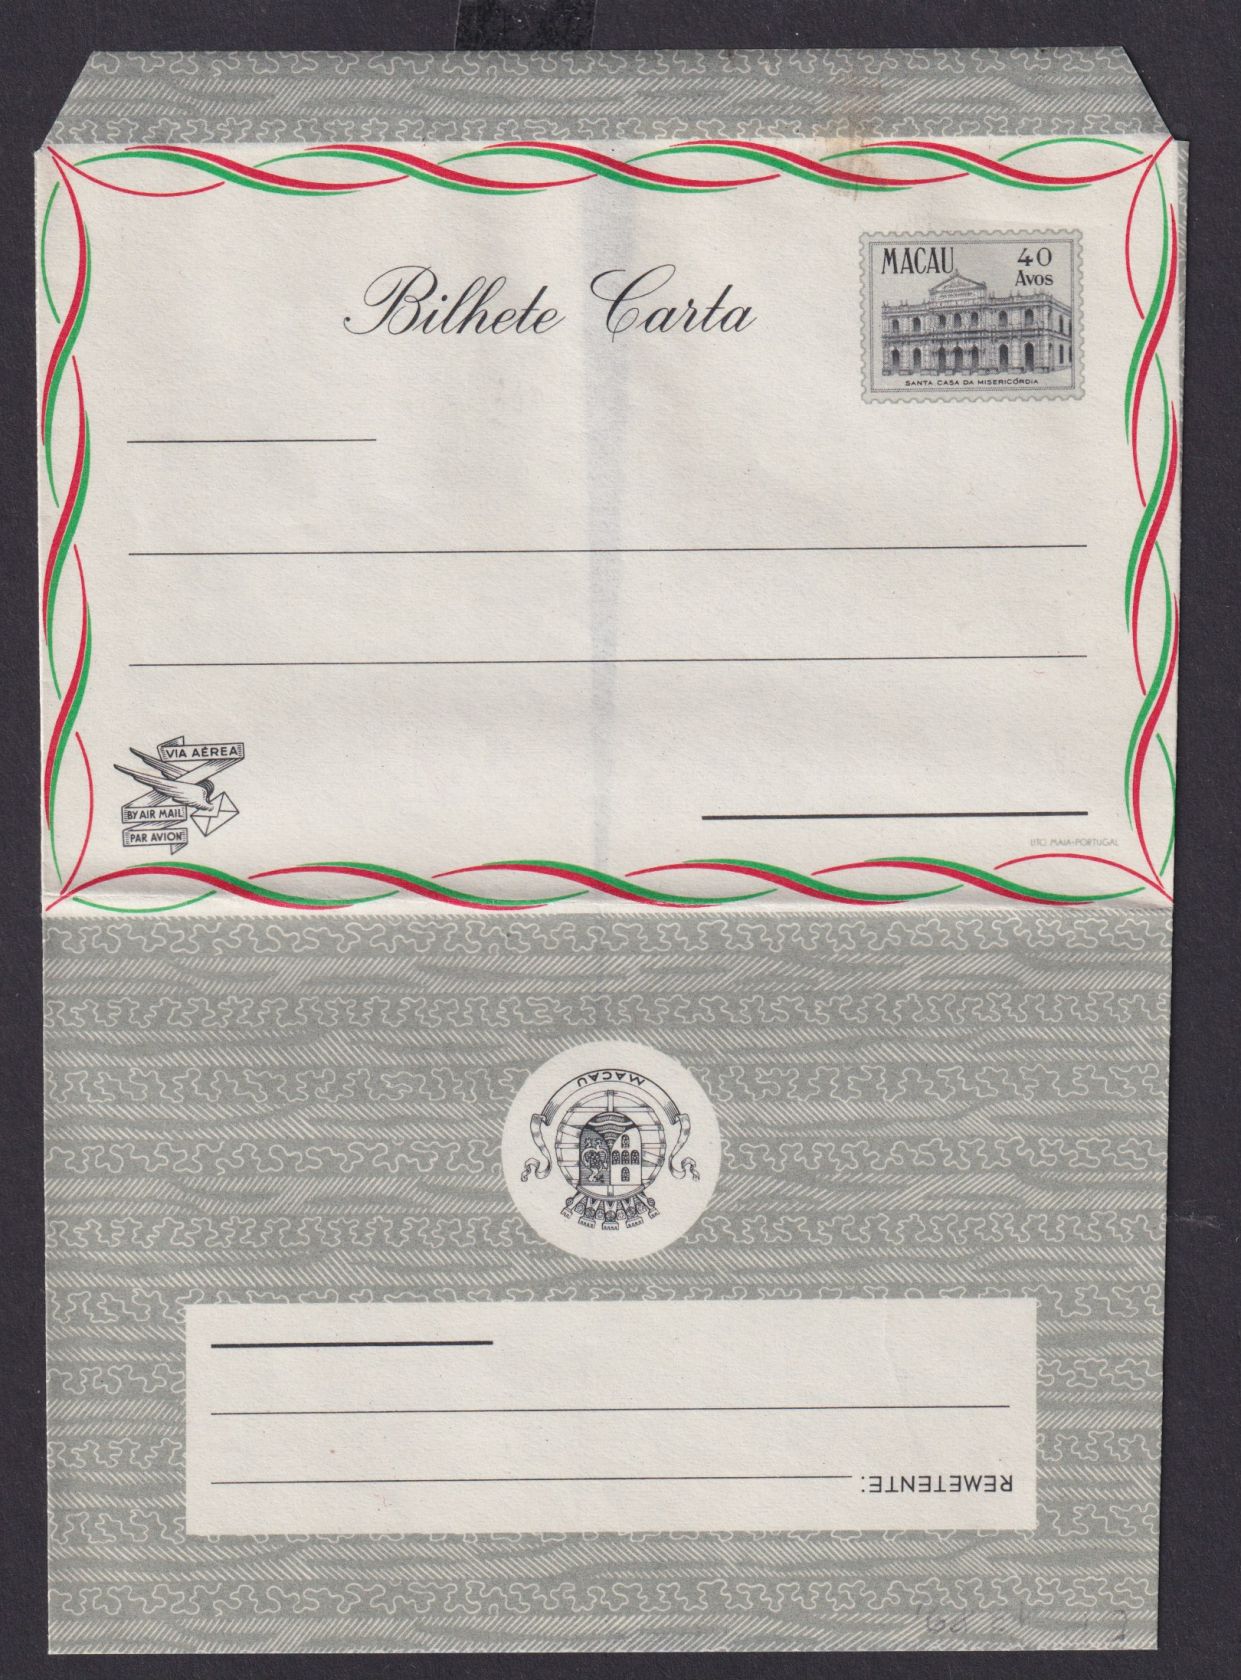 MACAU 40
Avos
SANTA CASA DA MISERICÓRDIA
Bilhete Carta
VIA AÉREA
BY AIR MAIL
PAR AVION
LITO MAIA-PORTUGAL
MACAU
REMETENTE: